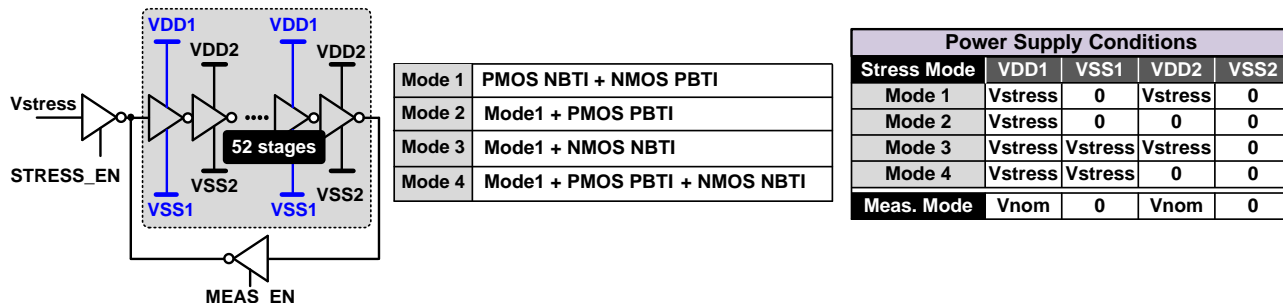 VDD1
VDD1
VDD2
VDD2
Vstress
52 stages
STRESS_EN
VSS2
VSS2
VSS1
VSS1
MEAS_EN
Mode 1 PMOS NBTI + NMOS PBTI
Mode 2 Mode1 + PMOS PBTI
Mode 3 Mode1 + NMOS NBTI
Mode 4 Mode1 + PMOS PBTI + NMOS NBTI
Power Supply Conditions
Stress Mode VDD1 VSS1 VDD2 VSS2
Mode 1 Vstress 0 Vstress 0
Mode 2 Vstress 0 0 0
Mode 3 Vstress Vstress Vstress 0
Mode 4 Vstress Vstress 0 0
Meas. Mode Vnom 0 Vnom 0